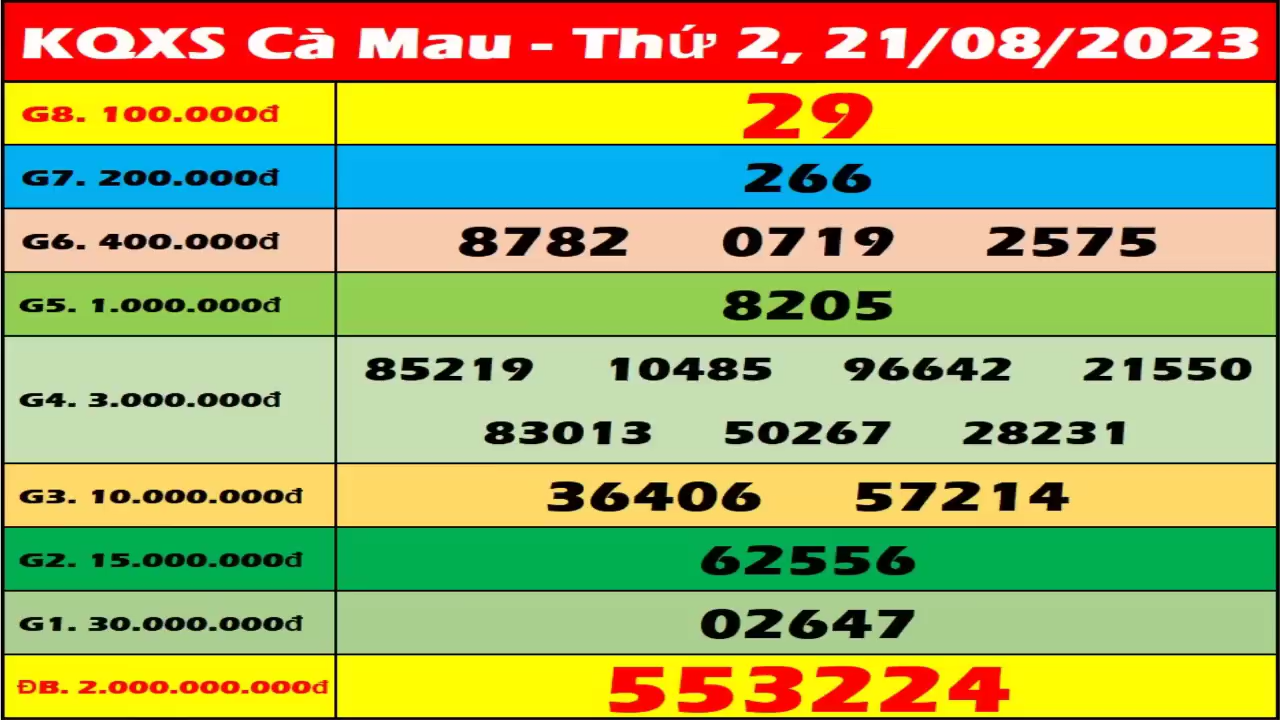 KQXS Cà Mau - Thứ 2, 21/08/2023
G8. 100.000đ 29
G7. 200.000đ 266
G6. 400.000đ 8782 0719 2575
G5. 1.000.000đ 8205
85219 10485 96642 21550
G4. 3.000.000đ
83013 50267 28231
G3. 10.000.000đ 36406 57214
G2. 15.000.000đ 62556
G1. 30.000.000đ 02647
ĐB. 2.000.000.000đ 553224